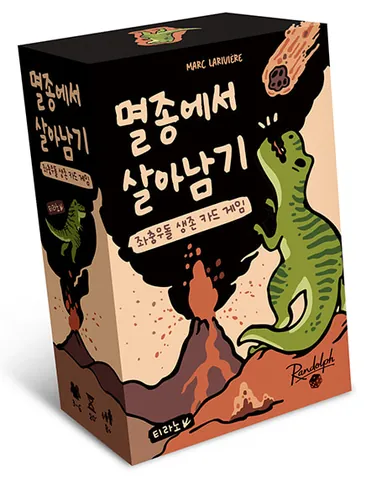 MARC LARIVIÈRE
멸종에서
살아남기
좌충우돌 생존 카드 게임
티라노
Randolph
멸종에서
살아남기
좌충우돌 생존 카드 게임
티라노